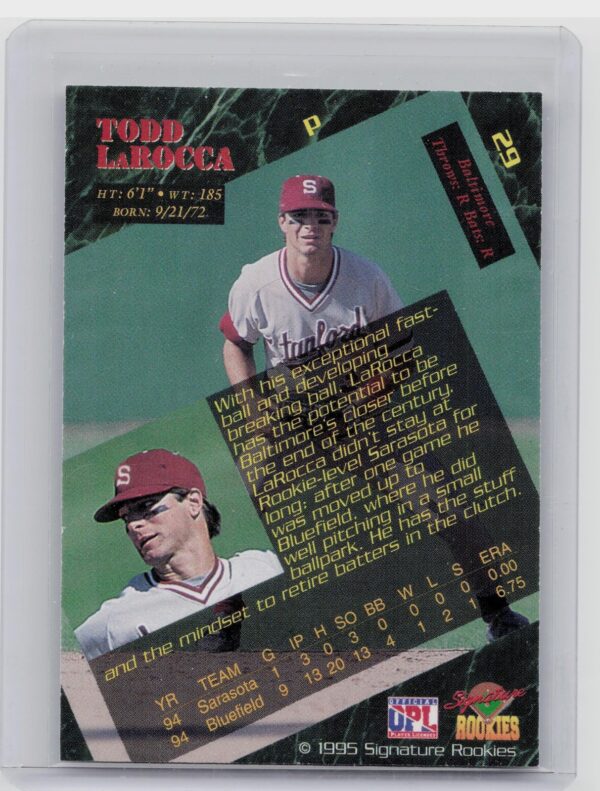 TODD
LAROCCA
HT: 6'1" • WT: 185
BORN: 9/21/72
P
29
Baltimore
Throws: R Bats: R
S
Stanford
With his exceptional fast-
ball and developing
breaking ball, LaRocca
has the potential to be
Baltimore's closer before
the end of the century.
LaRocca didn't stay at
Rookie-level Sarasota for
long: after one game he
was moved up to
Bluefield, where he did
well pitching in a small
ballpark. He has the stuff
and the mindset to retire batters in the clutch.
S
YR TEAM G IP H SO BB W L S ERA
94 Sarasota 1 3 0 3 0 0 0 0 0.00
94 Bluefield 9 13 20 13 4 1 2 1 6.75
OFFICIAL
UPL
PLAYER LICENSEE
Signature
ROOKIES
© 1995 Signature Rookies